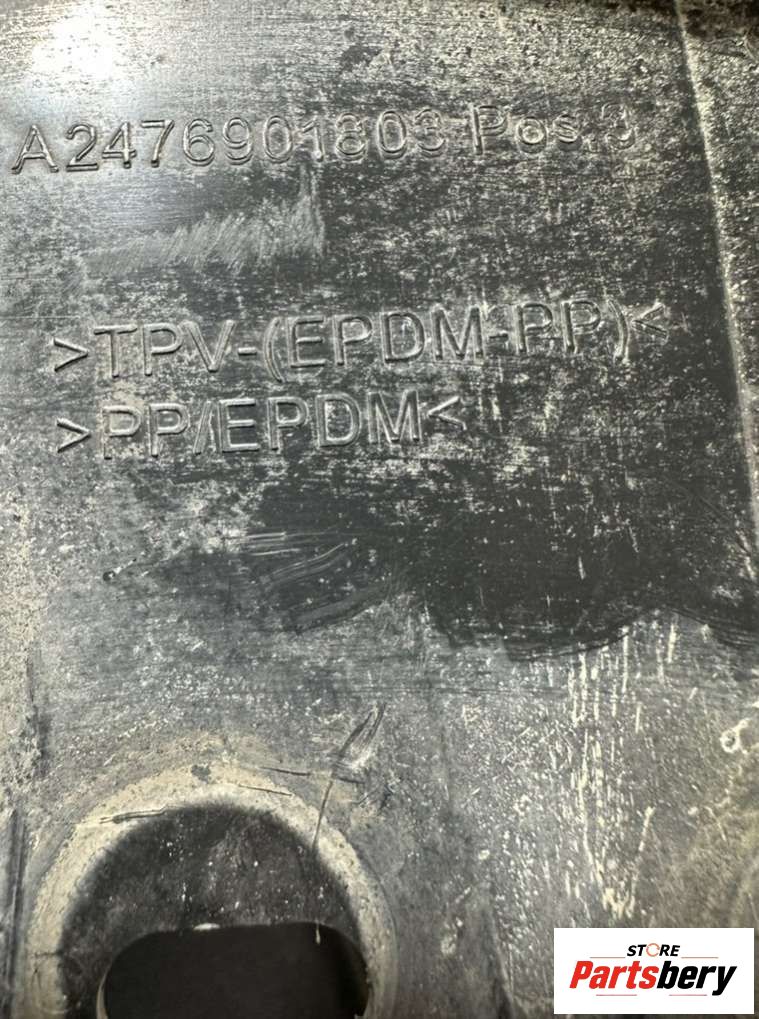 A2476901803 Pos.3
>TPV-(EPDM-PP)<
>PP/EPDM<
STORE
Partsbery